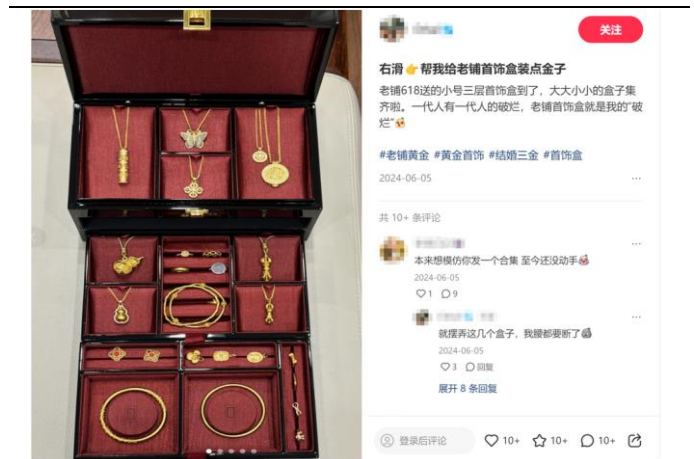 关注
右滑👉帮我给老铺首饰盒装点金子
老铺618送的小号三层首饰盒到了，大大小小的盒子集
齐啦。一代人有一代人的破烂，老铺首饰盒就是我的“破
烂”
#老铺黄金 #黄金首饰 #结婚三金 #首饰盒
2024-06-05
共 10+ 条评论
本来想模仿你发一个合集 至今还没动手
2024-06-05
1 9
就摆弄这几个盒子，我腰都要断了
2024-06-05
3 回复
展开 8 条回复
登录后评论 10+ 10+ 10+